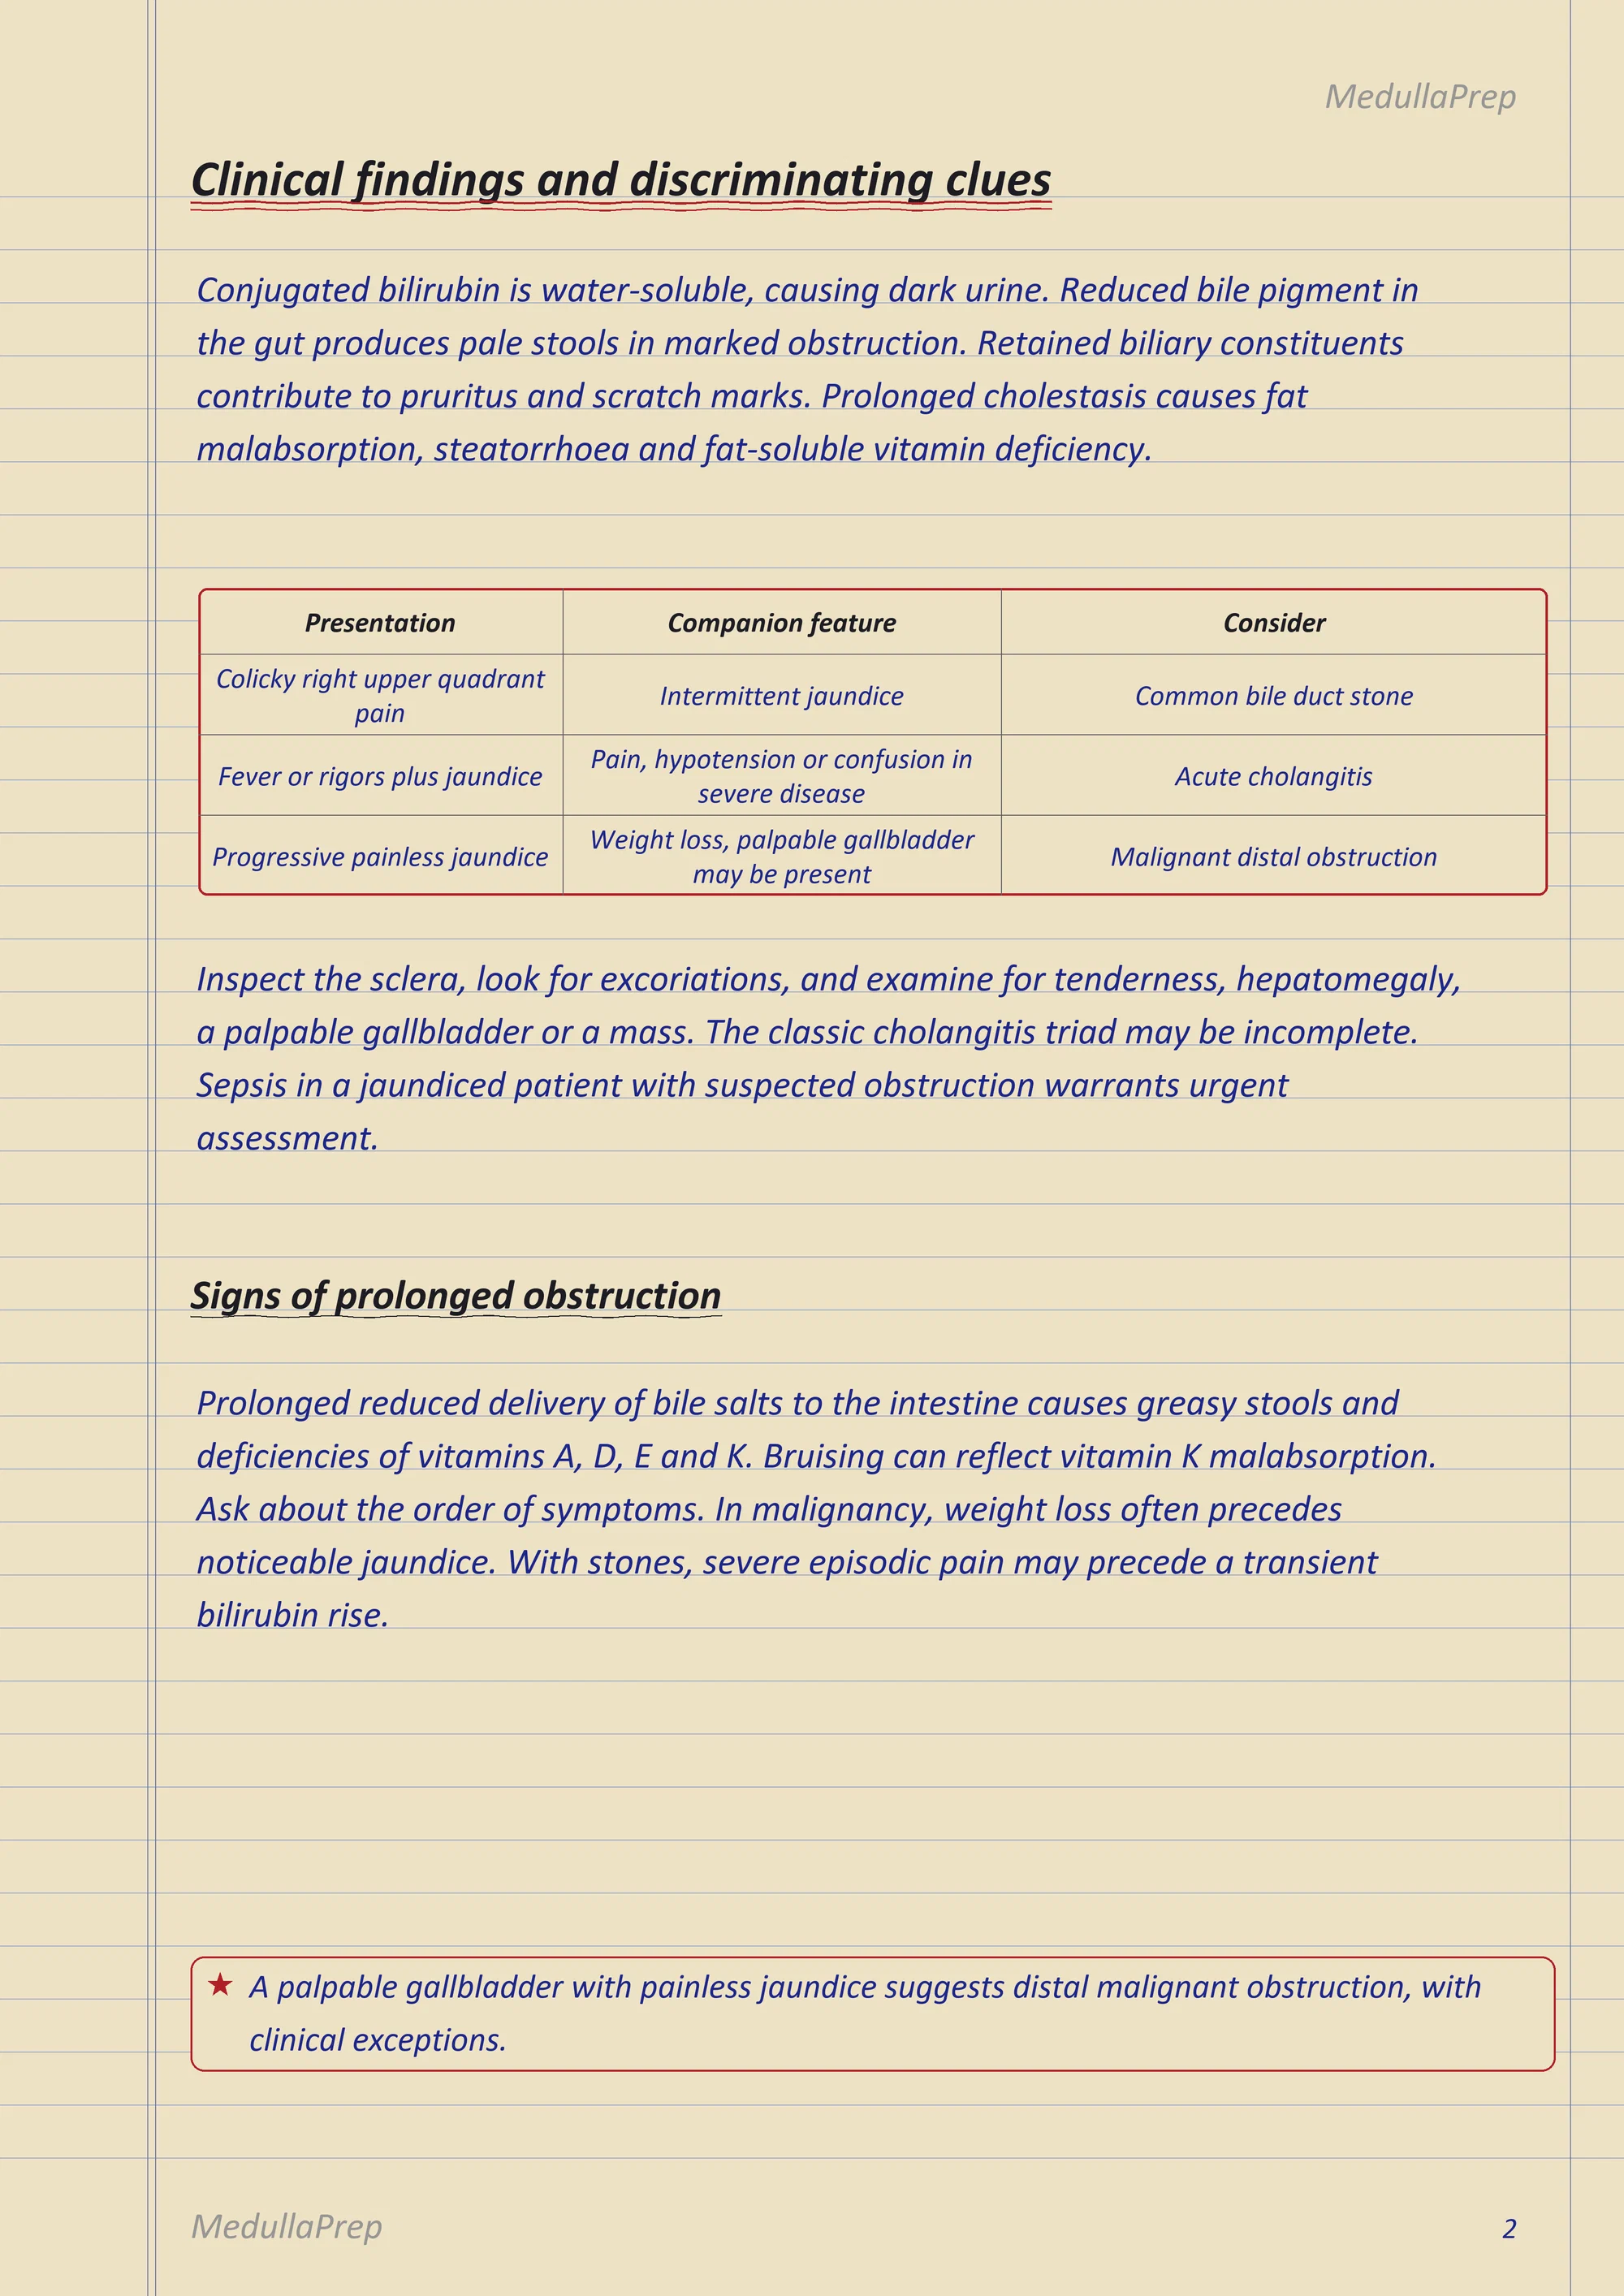 MedullaPrep
Clinical findings and discriminating clues
Conjugated bilirubin is water-soluble, causing dark urine. Reduced bile pigment in
the gut produces pale stools in marked obstruction. Retained biliary constituents
contribute to pruritus and scratch marks. Prolonged cholestasis causes fat
malabsorption, steatorrhoea and fat-soluble vitamin deficiency.
Presentation Companion feature Consider
Colicky right upper quadrant
pain
Intermittent jaundice
Common bile duct stone
Fever or rigors plus jaundice
Pain, hypotension or confusion in
severe disease
Acute cholangitis
Progressive painless jaundice
Weight loss, palpable gallbladder
may be present
Malignant distal obstruction
Inspect the sclera, look for excoriations, and examine for tenderness, hepatomegaly,
a palpable gallbladder or a mass. The classic cholangitis triad may be incomplete.
Sepsis in a jaundiced patient with suspected obstruction warrants urgent
assessment.
Signs of prolonged obstruction
Prolonged reduced delivery of bile salts to the intestine causes greasy stools and
deficiencies of vitamins A, D, E and K. Bruising can reflect vitamin K malabsorption.
Ask about the order of symptoms. In malignancy, weight loss often precedes
noticeable jaundice. With stones, severe episodic pain may precede a transient
bilirubin rise.
★ A palpable gallbladder with painless jaundice suggests distal malignant obstruction, with
clinical exceptions.
MedullaPrep 2